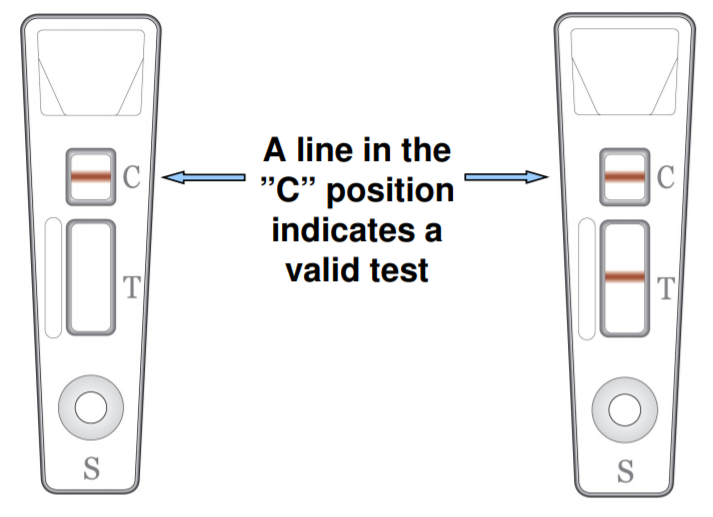 C
T
S
A line in the
”C” position
indicates a
valid test
C
T
S